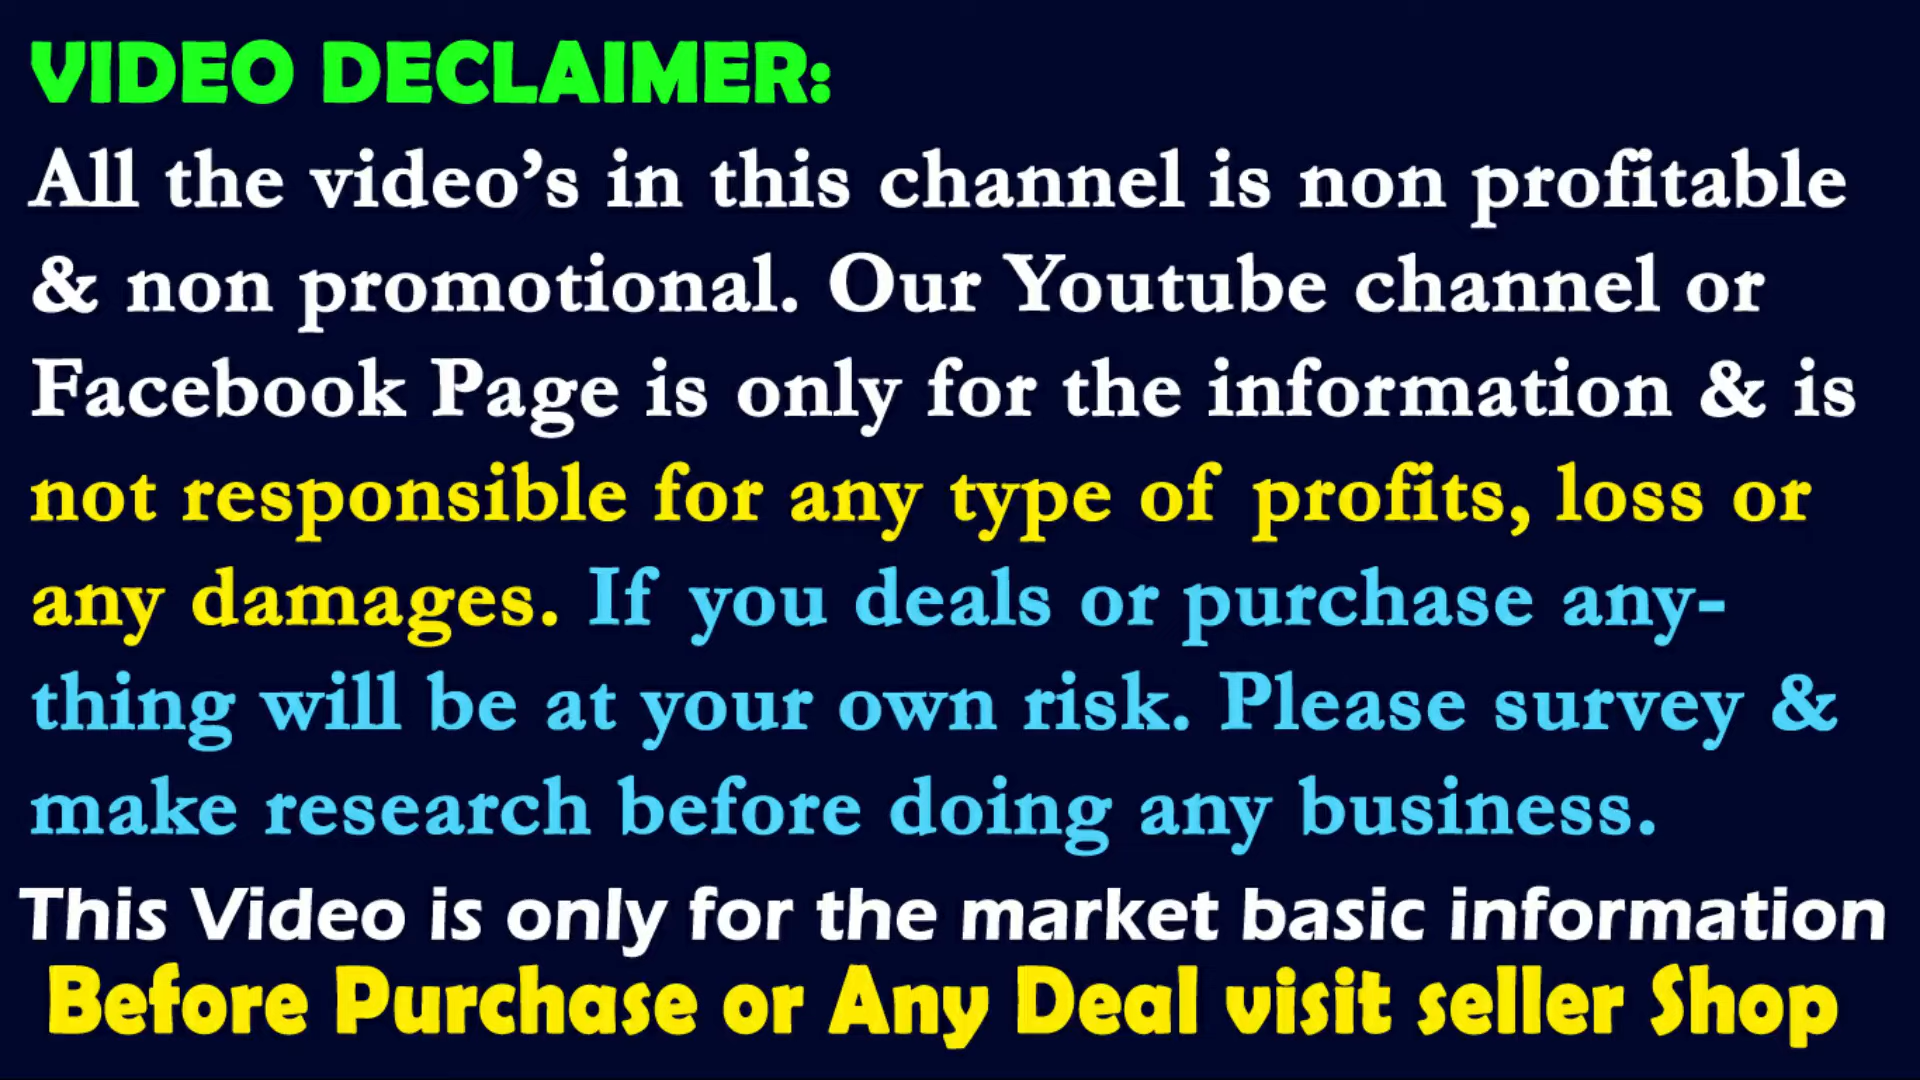 VIDEO DECLAIMER:
All the video’s in this channel is non profitable
& non promotional. Our Youtube channel or
Facebook Page is only for the information & is
not responsible for any type of profits, loss or
any damages. If you deals or purchase any-
thing will be at your own risk. Please survey &
make research before doing any business.
This Video is only for the market basic information
Before Purchase or Any Deal visit seller Shop